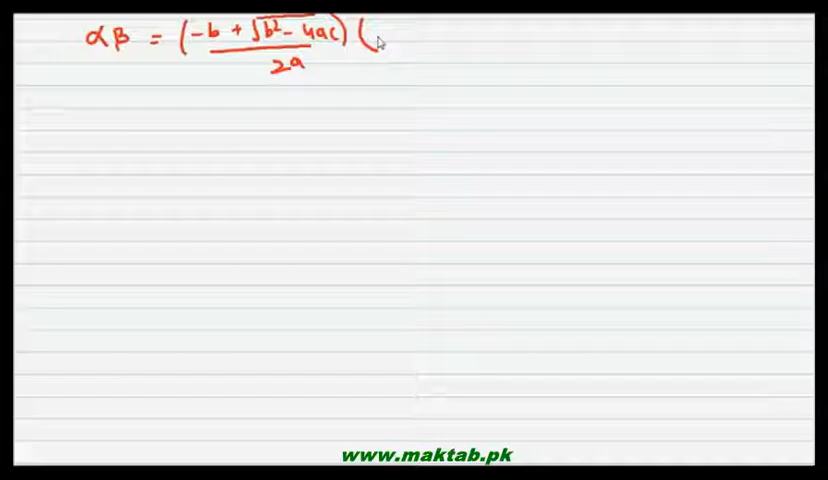 αβ = (-b + √b² - 4ac) (
2a
www.maktab.pk